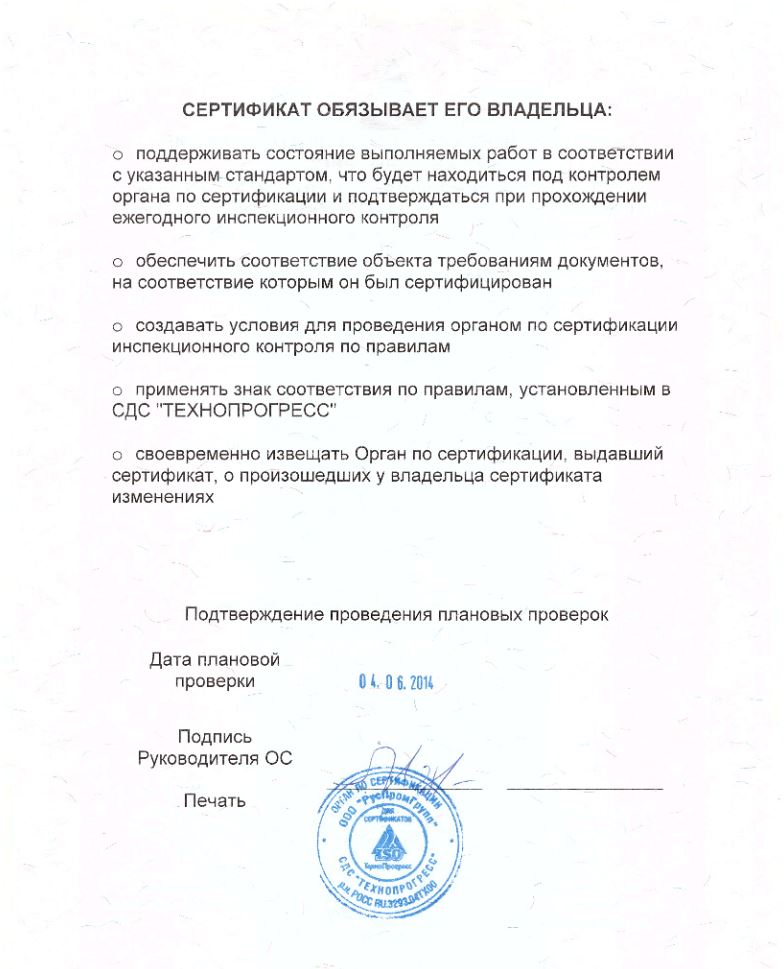 СЕРТИФИКАТ ОБЯЗЫВАЕТ ЕГО ВЛАДЕЛЬЦА:
о поддерживать состояние выполняемых работ в соответствии
с указанным стандартом, что будет находиться под контролем
органа по сертификации и подтверждаться при прохождении
ежегодного инспекционного контроля
о обеспечить соответствие объекта требованиям документов,
на соответствие которым он был сертифицирован
о создавать условия для проведения органом по сертификации
инспекционного контроля по правилам
о применять знак соответствия по правилам, установленным в
СДС "ТЕХНОПРОГРЕСС"
о своевременно извещать Орган по сертификации, выдавший
сертификат, о произошедших у владельца сертификата
изменениях
Подтверждение проведения плановых проверок
Дата плановой
проверки
04.06.2014
Подпись
Руководителя ОС
Печать
ОРГАН ПО СЕРТИФИКАЦИИ
ООО "РусПромГрупп"
ДЛЯ
СЕРТИФИКАТОВ
ISO
ТехноПрогресс
СДС "ТЕХНОПРОГРЕСС"
р.н. РОСС RU.3293.04ТХ00